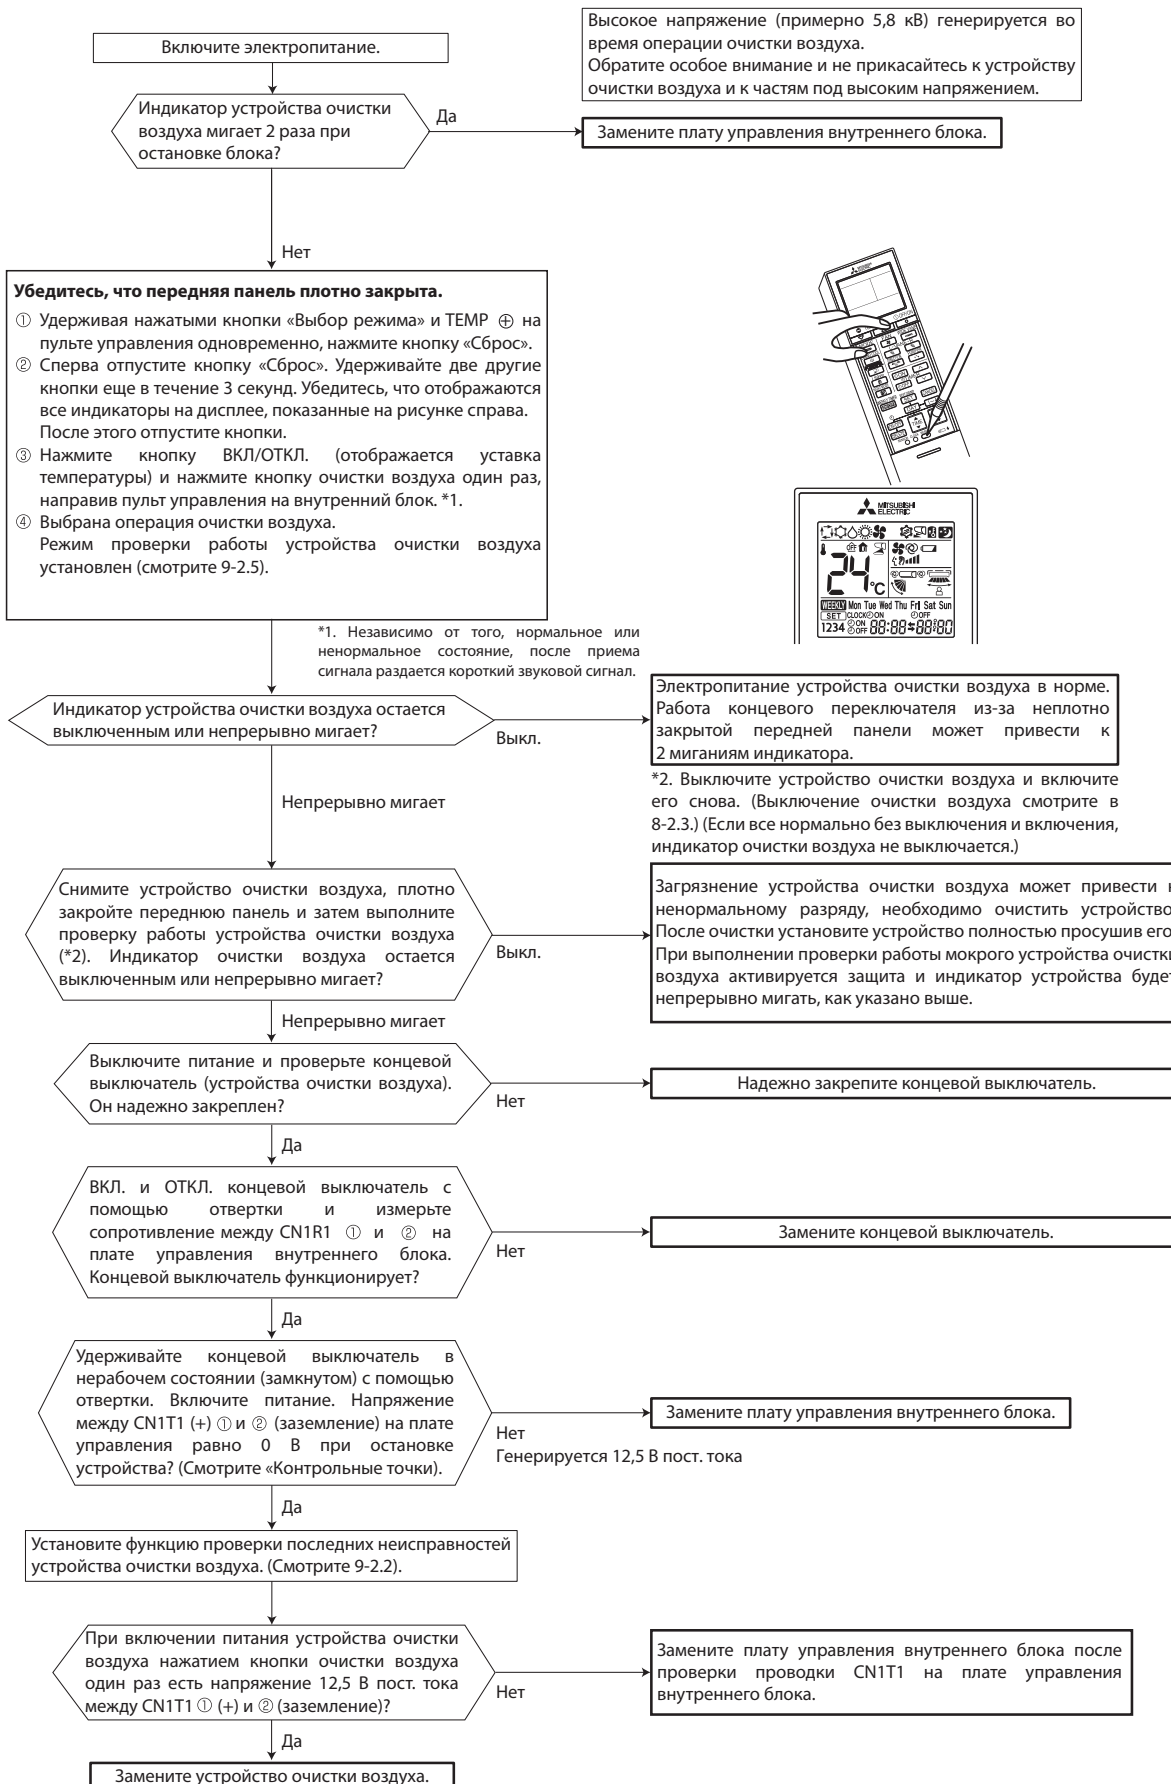 Высокое напряжение (примерно 5,8 кВ) генерируется во
время операции очистки воздуха.
Обратите особое внимание и не прикасайтесь к устройству
очистки воздуха и к частям под высоким напряжением.
Включите электропитание.
Индикатор устройства очистки
воздуха мигает 2 раза при
остановке блока?
Да
Замените плату управления внутреннего блока.
Нет
Убедитесь, что передняя панель плотно закрыта.
① Удерживая нажатыми кнопки «Выбор режима» и TEMP ⊕ на
пульте управления одновременно, нажмите кнопку «Сброс».
② Сперва отпустите кнопку «Сброс». Удерживайте две другие
кнопки еще в течение 3 секунд. Убедитесь, что отображаются
все индикаторы на дисплее, показанные на рисунке справа.
После этого отпустите кнопки.
③ Нажмите кнопку ВКЛ/ОТКЛ. (отображается уставка
температуры) и нажмите кнопку очистки воздуха один раз,
направив пульт управления на внутренний блок. *1.
④ Выбрана операция очистки воздуха.
Режим проверки работы устройства очистки воздуха
установлен (смотрите 9-2.5).
MITSUBISHI
ELECTRIC
24°C
WEEKLY Mon Tue Wed Thu Fri Sat Sun
SET CLOCK ON OFF
1234 ON OFF 88:88 88:80
*1. Независимо от того, нормальное или
ненормальное состояние, после приема
сигнала раздается короткий звуковой сигнал.
Индикатор устройства очистки воздуха остается
выключенным или непрерывно мигает?
Выкл.
Электропитание устройства очистки воздуха в норме.
Работа концевого переключателя из-за неплотно
закрытой передней панели может привести к
2 миганиям индикатора.
*2. Выключите устройство очистки воздуха и включите
его снова. (Выключение очистки воздуха смотрите в
8-2.3.) (Если все нормально без выключения и включения,
индикатор очистки воздуха не выключается.)
Непрерывно мигает
Снимите устройство очистки воздуха, плотно
закройте переднюю панель и затем выполните
проверку работы устройства очистки воздуха
(*2). Индикатор очистки воздуха остается
выключенным или непрерывно мигает?
Выкл.
Загрязнение устройства очистки воздуха может привести к
ненормальному разряду, необходимо очистить устройство.
После очистки установите устройство полностью просушив его.
При выполнении проверки работы мокрого устройства очистки
воздуха активируется защита и индикатор устройства будет
непрерывно мигать, как указано выше.
Непрерывно мигает
Выключите питание и проверьте концевой
выключатель (устройства очистки воздуха).
Он надежно закреплен?
Нет
Надежно закрепите концевой выключатель.
Да
ВКЛ. и ОТКЛ. концевой выключатель с
помощью отвертки и измерьте
сопротивление между CN1R1 ① и ② на
плате управления внутреннего блока.
Концевой выключатель функционирует?
Нет
Замените концевой выключатель.
Да
Удерживайте концевой выключатель в
нерабочем состоянии (замкнутом) с помощью
отвертки. Включите питание. Напряжение
между CN1T1 (+) ① и ② (заземление) на плате
управления равно 0 В при остановке
устройства? (Смотрите «Контрольные точки).
Нет
Генерируется 12,5 В пост. тока
Замените плату управления внутреннего блока.
Да
Установите функцию проверки последних неисправностей
устройства очистки воздуха. (Смотрите 9-2.2).
При включении питания устройства очистки
воздуха нажатием кнопки очистки воздуха
один раз есть напряжение 12,5 В пост. тока
между CN1T1 ① (+) и ② (заземление)?
Нет
Замените плату управления внутреннего блока после
проверки проводки CN1T1 на плате управления
внутреннего блока.
Да
Замените устройство очистки воздуха.